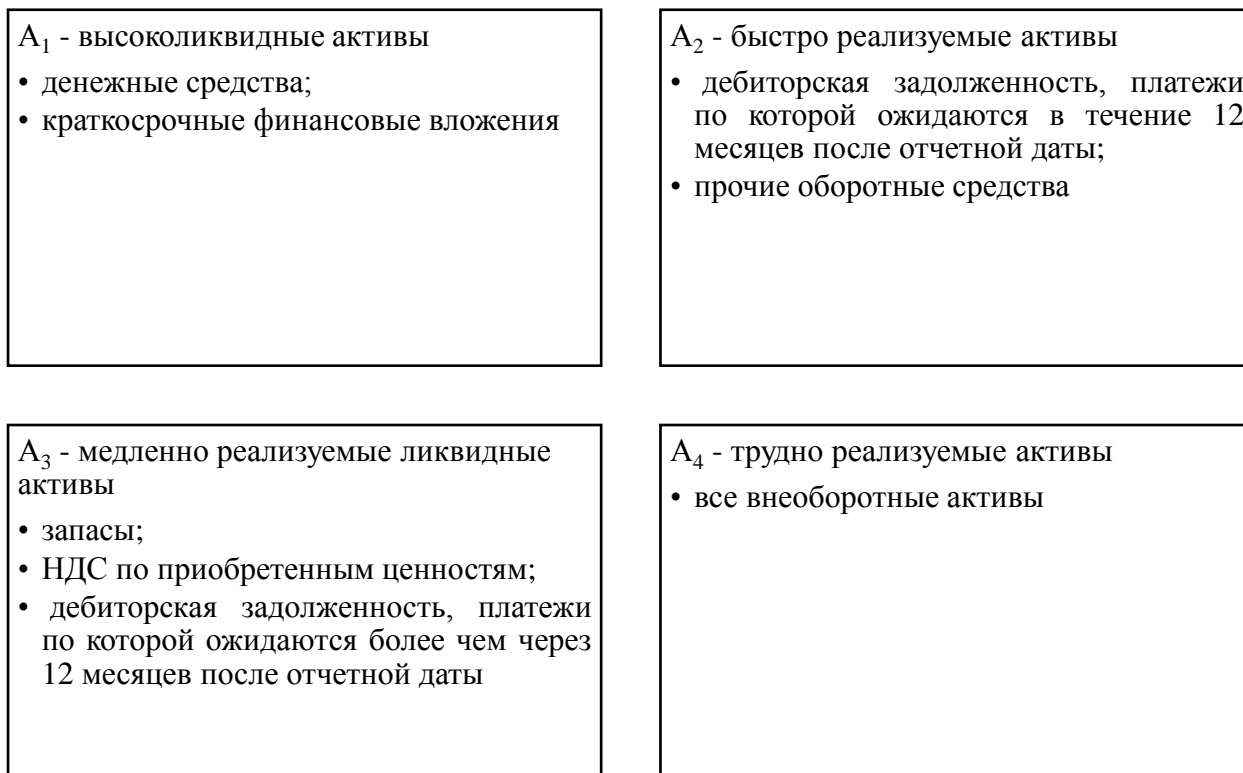 A₁ - высоколиквидные активы
• денежные средства;
• краткосрочные финансовые вложения
A₂ - быстро реализуемые активы
• дебиторская задолженность, платежи
по которой ожидаются в течение 12
месяцев после отчетной даты;
• прочие оборотные средства
A₃ - медленно реализуемые ликвидные
активы
• запасы;
• НДС по приобретенным ценностям;
• дебиторская задолженность, платежи
по которой ожидаются более чем через
12 месяцев после отчетной даты
A₄ - трудно реализуемые активы
• все внеоборотные активы